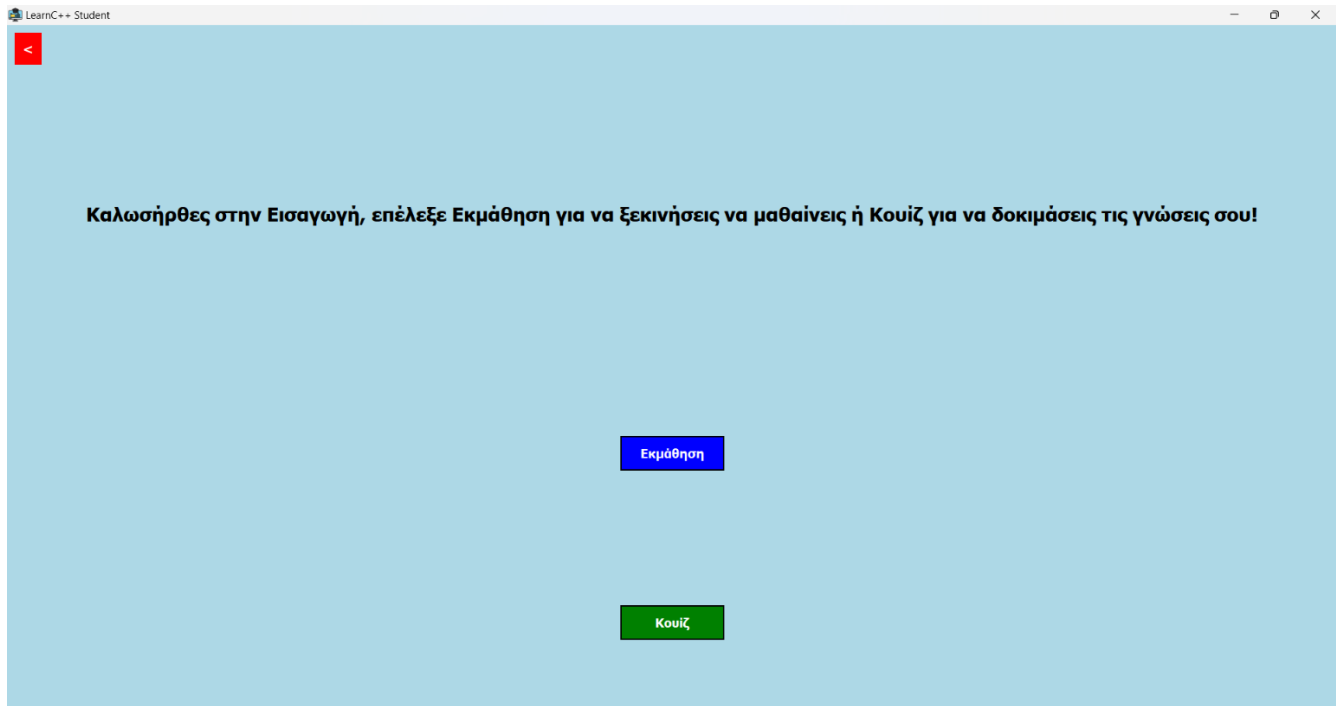 LearnC++ Student
<
Καλωσήρθες στην Εισαγωγή, επέλεξε Εκμάθηση για να ξεκινήσεις να μαθαίνεις ή Κουίζ για να δοκιμάσεις τις γνώσεις σου!
Εκμάθηση
Κουίζ